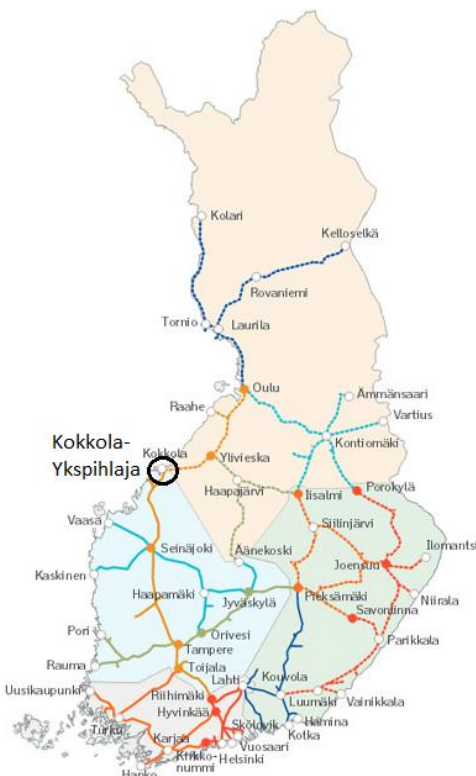 Kolari
Kelloselkä
Rovaniemi
Tornio
Laurila
Oulu
Ämmänsaari
Raahe
Vartius
Kontiomäki
Kokkola-
Ykspihlaja
Kokkola
Ylivieska
Haapajärvi
Iisalmi
Porokylä
Siilinjärvi
Vaasa
Seinäjoki
Äänekoski
Joensuu
Ilomantsi
Kaskinen
Haapamäki
Jyväskylä
Pieksämäki
Niirala
Savonlinna
Pori
Orivesi
Parikkala
Tampere
Rauma
Toijala
Lahti
Kouvola
Uusikaupunki
Riihimäki
Luumäki
Vainikkala
Hyvinkää
Turku
Sköldvik
Hamina
Kotka
Karjaa
Vuosaari
Kirkko-
nummi
Helsinki
Hanko